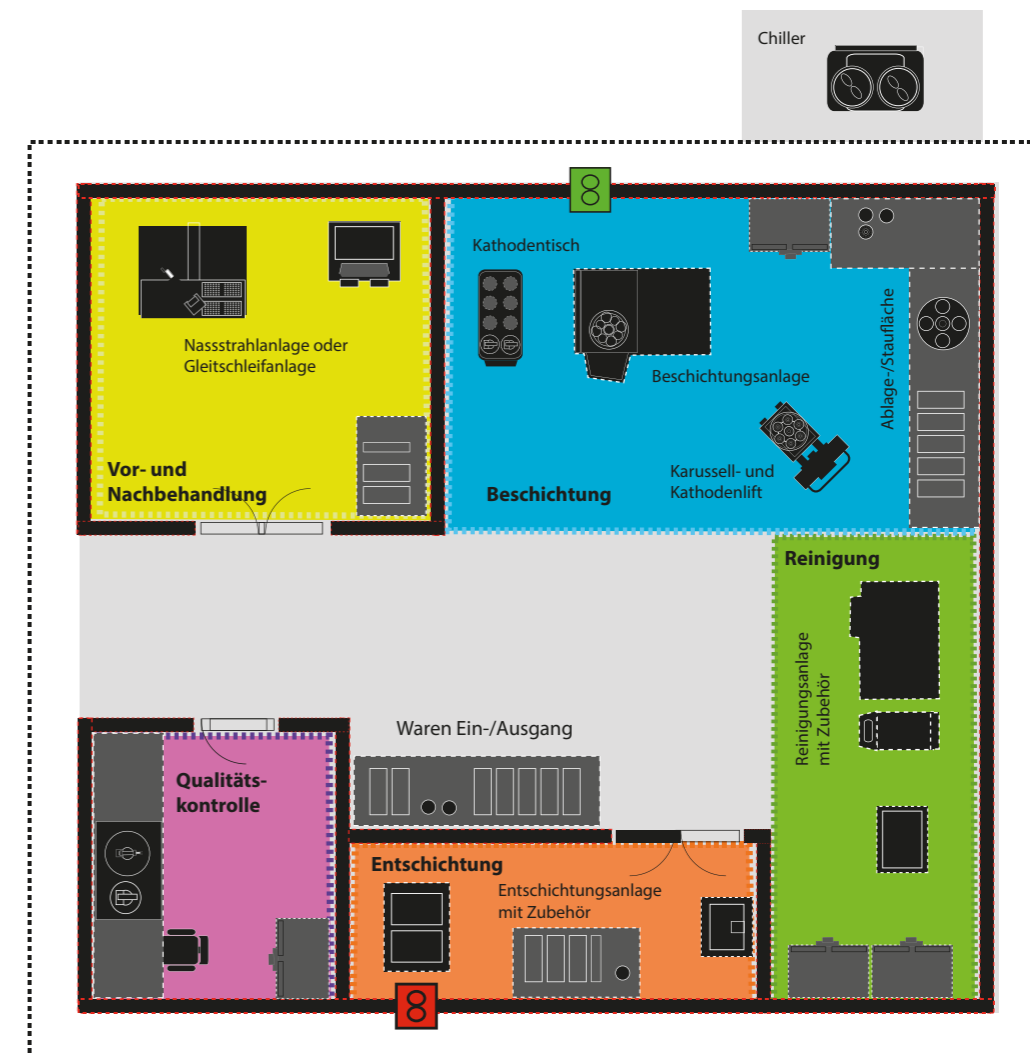 Chiller
Kathodentisch
Nassstrahlanlage oder
Gleitschleifanlage
Beschichtungsanlage
Ablage-/Staufläche
Vor- und
Nachbehandlung
Beschichtung
Karussell- und
Kathodenlift
Reinigung
Reinigungsanlage
mit Zubehör
Waren Ein-/Ausgang
Qualitäts-
kontrolle
Entschichtung
Entschichtungsanlage
mit Zubehör